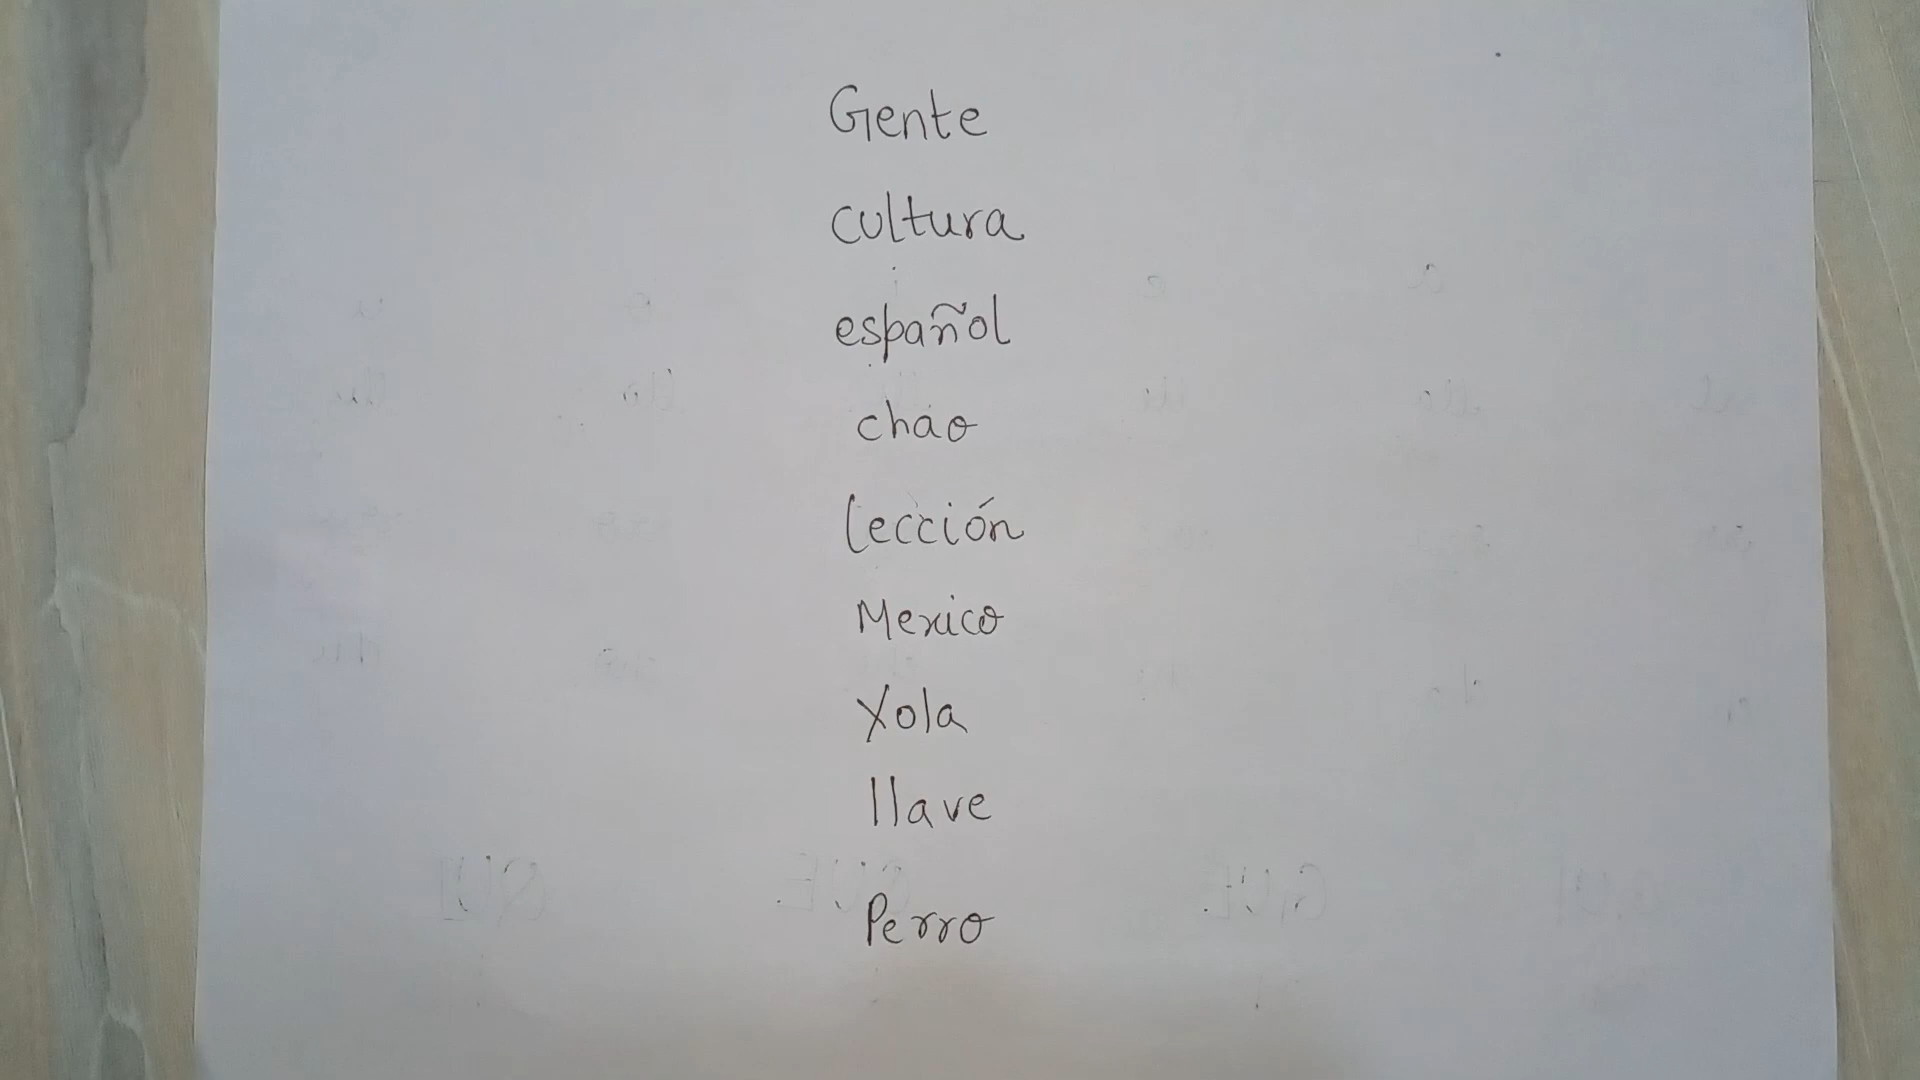 Gente
cultura
español
chao
lección
Mexico
Xola
llave
Perro